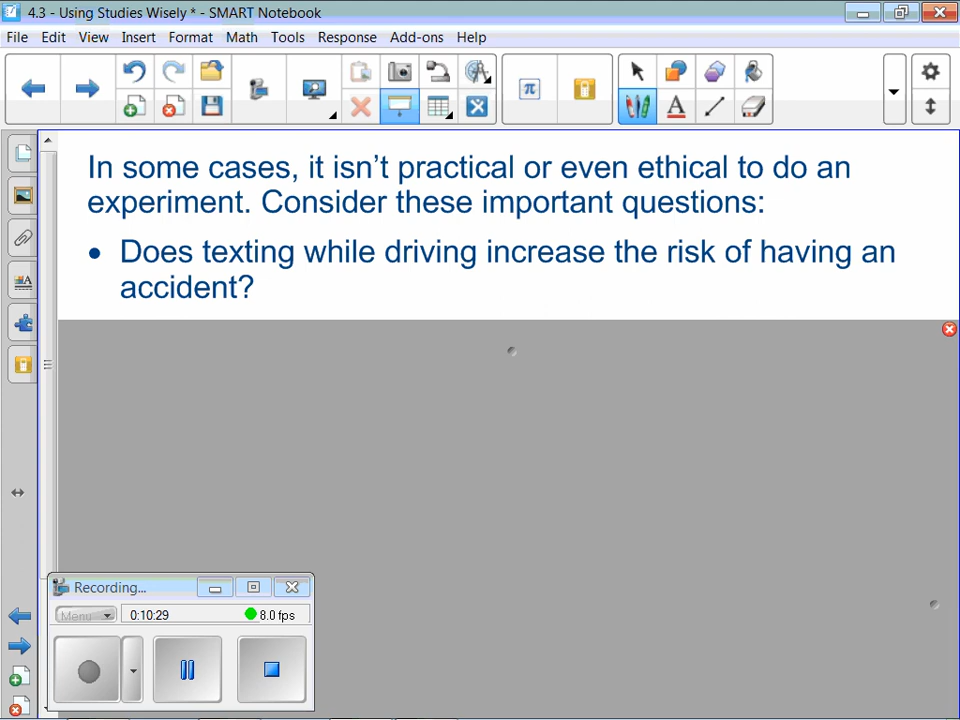 4.3 - Using Studies Wisely * - SMART Notebook
File Edit View Insert Format Math Tools Response Add-ons Help
π
A
In some cases, it isn't practical or even ethical to do an
experiment. Consider these important questions:
• Does texting while driving increase the risk of having an
accident?
Recording...
Menu 0:10:29 8.0 fps